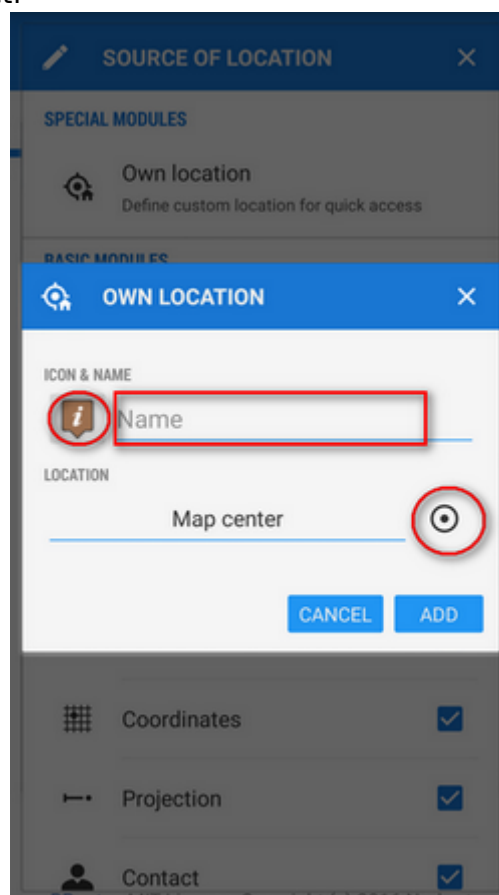 SOURCE OF LOCATION
SPECIAL MODULES
Own location
Define custom location for quick access
BASIC MODULES
OWN LOCATION
ICON & NAME
i
Name
LOCATION
Map center
CANCEL
ADD
Coordinates
Projection
Contact